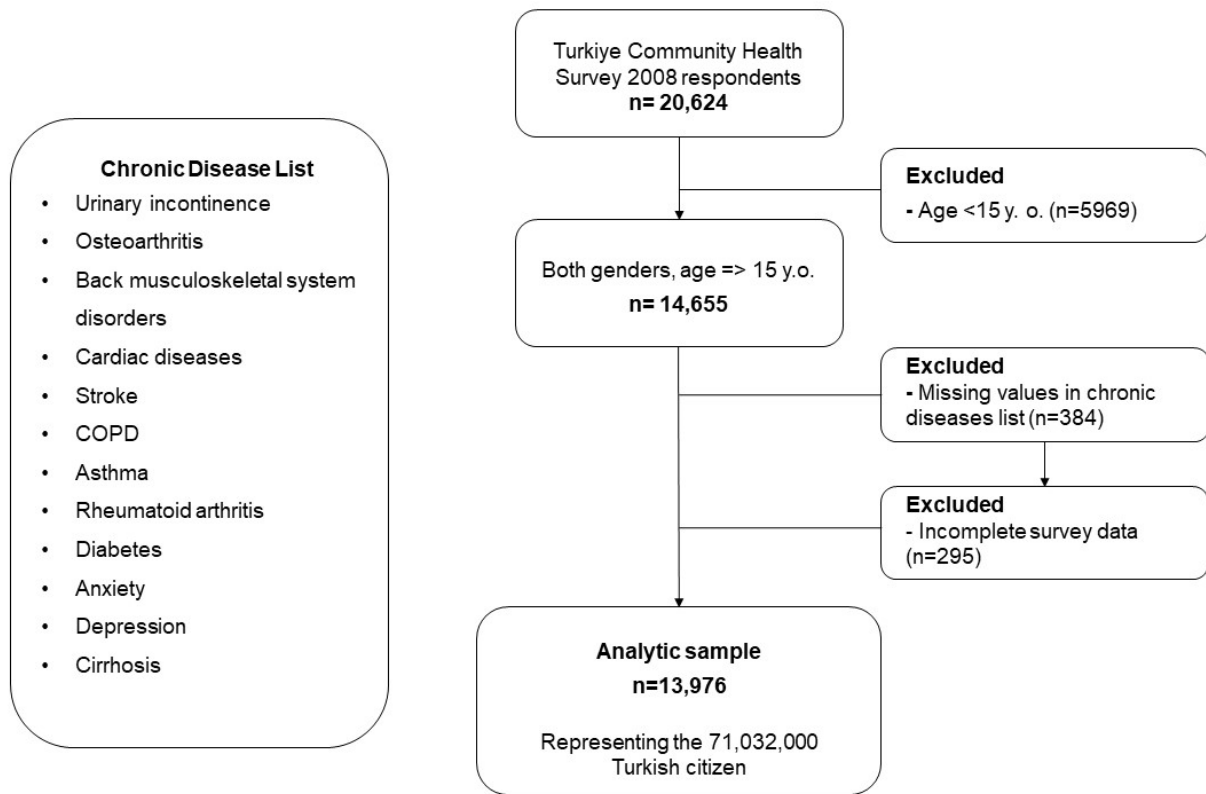 Turkiye Community Health
Survey 2008 respondents
n= 20,624
Excluded
- Age <15 y. o. (n=5969)
Both genders, age => 15 y.o.
n= 14,655
Excluded
- Missing values in chronic
diseases list (n=384)
Excluded
- Incomplete survey data
(n=295)
Analytic sample
n=13,976
Representing the 71,032,000
Turkish citizen
Chronic Disease List
• Urinary incontinence
• Osteoarthritis
• Back musculoskeletal system
disorders
• Cardiac diseases
• Stroke
• COPD
• Asthma
• Rheumatoid arthritis
• Diabetes
• Anxiety
• Depression
• Cirrhosis